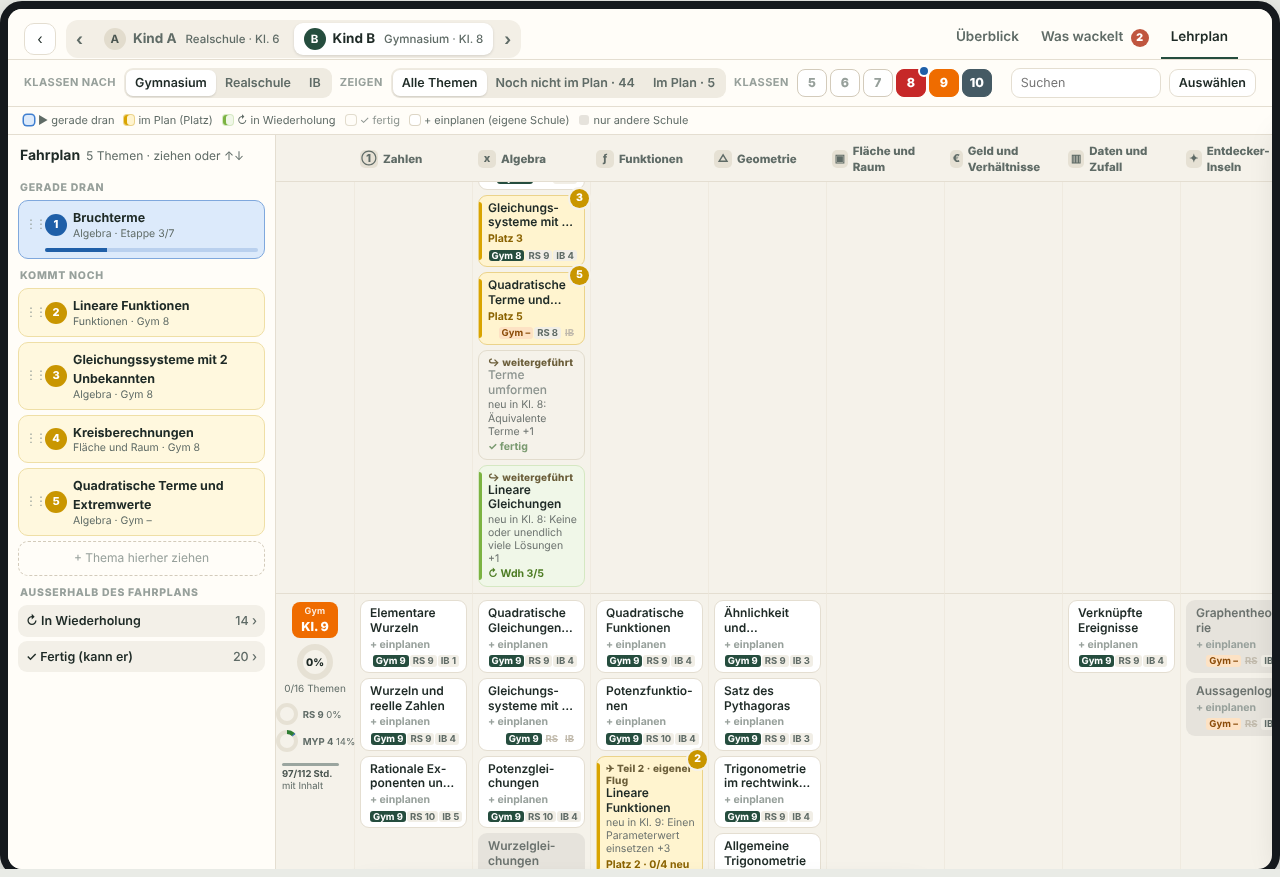 ‹
‹ A Kind A Realschule · Kl. 6 B Kind B Gymnasium · Kl. 8 ›
Überblick Was wackelt 2 Lehrplan
KLASSEN NACH Gymnasium Realschule IB ZEIGEN Alle Themen Noch nicht im Plan · 44 Im Plan · 5 KLASSEN 5 6 7 8 9 10 Suchen Auswählen
▶ gerade dran im Plan (Platz) ↻ in Wiederholung ✓ fertig + einplanen (eigene Schule) nur andere Schule
Fahrplan 5 Themen · ziehen oder ↑↓
GERADE DRAN
1 Bruchterme
Algebra · Etappe 3/7
KOMMT NOCH
2 Lineare Funktionen
Funktionen · Gym 8
3 Gleichungssysteme mit 2
Unbekannten
Algebra · Gym 8
4 Kreisberechnungen
Fläche und Raum · Gym 8
5 Quadratische Terme und
Extremwerte
Algebra · Gym –
+ Thema hierher ziehen
AUSSERHALB DES FAHRPLANS
↻ In Wiederholung 14 ›
✓ Fertig (kann er) 20 ›
1 Zahlen
x Algebra
ƒ Funktionen
△ Geometrie
▣ Fläche und
Raum
€ Geld und
Verhältnisse
▥ Daten und
Zufall
✦ Entdecker-
Inseln
3
Gleichungs-
systeme mit ...
Platz 3
Gym 8 RS 9 IB 4
5
Quadratische
Terme und...
Platz 5
Gym – RS 8 IB
↪ weitergeführt
Terme
umformen
neu in Kl. 8:
Äquivalente
Terme +1
✓ fertig
↪ weitergeführt
Lineare
Gleichungen
neu in Kl. 8: Keine
oder unendlich
viele Lösungen
+1
↻ Wdh 3/5
Gym
Kl. 9
0%
0/16 Themen
RS 9 0%
MYP 4 14%
97/112 Std.
mit Inhalt
Elementare
Wurzeln
+ einplanen
Gym 9 RS 9 IB 1
Wurzeln und
reelle Zahlen
+ einplanen
Gym 9 RS 9 IB 4
Rationale Ex-
ponenten un...
+ einplanen
Gym 9 RS 10 IB 5
Quadratische
Gleichungen...
+ einplanen
Gym 9 RS 9 IB 4
Gleichungs-
systeme mit ...
+ einplanen
Gym 9 RS IB
Potenzglei-
chungen
+ einplanen
Gym 9 RS 10 IB 4
Wurzelglei-
chungen
Quadratische
Funktionen
+ einplanen
Gym 9 RS 9 IB 4
Potenzfunktio-
nen
+ einplanen
Gym 9 RS 10 IB 4
2
✈ Teil 2 · eigener
Flug
Lineare
Funktionen
neu in Kl. 9: Einen
Parameterwert
einsetzen +3
Platz 2 · 0/4 neu
Ähnlichkeit
und...
+ einplanen
Gym 9 RS 9 IB 3
Satz des
Pythagoras
+ einplanen
Gym 9 RS 9 IB 3
Trigonometrie
im rechtwink...
+ einplanen
Gym 9 RS 9 IB 4
Allgemeine
Trigonometrie
Verknüpfte
Ereignisse
+ einplanen
Gym 9 RS 9 IB 4
Graphentheo
rie
+ einplanen
Gym – RS IB
Aussagenlog
+ einplanen
Gym – RS IB